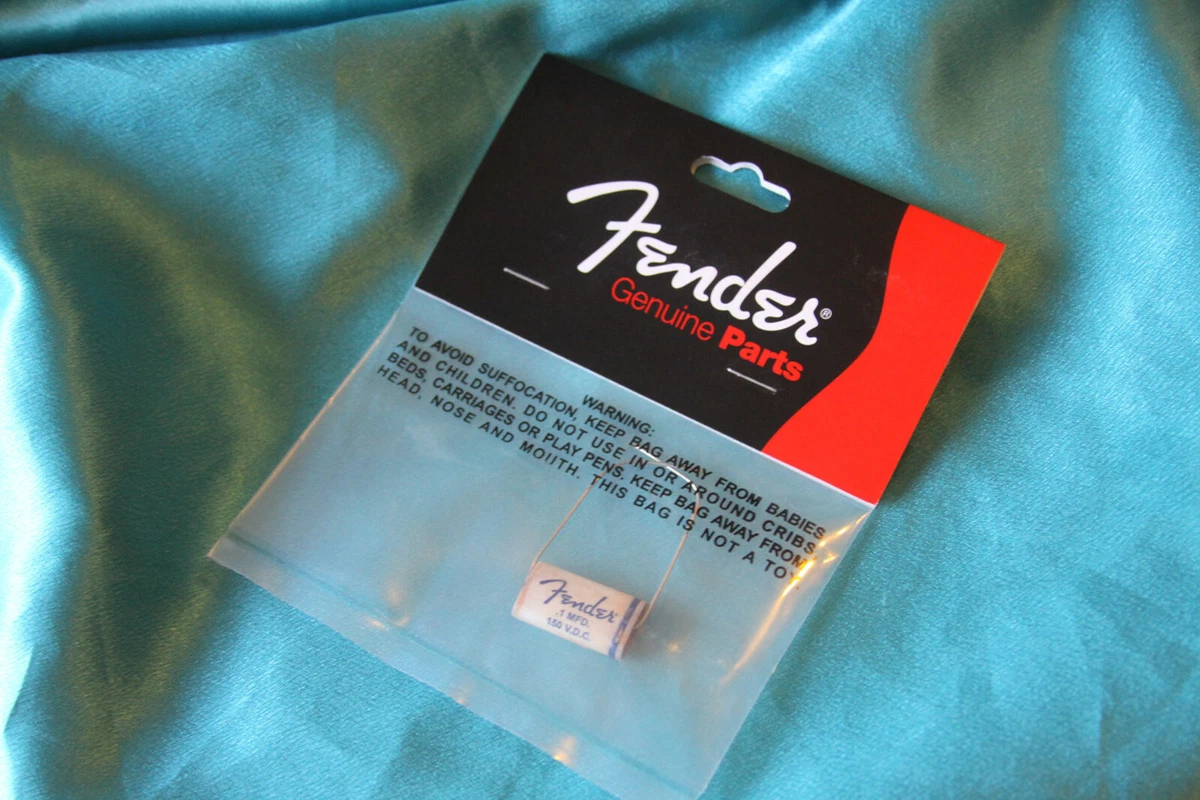 Fender®
Genuine Parts
WARNING:
TO AVOID SUFFOCATION, KEEP BAG AWAY FROM BABIES
AND CHILDREN. DO NOT USE IN OR AROUND CRIBS,
BEDS, CARRIAGES OR PLAY PENS. KEEP BAG AWAY FROM
HEAD, NOSE AND MOUTH. THIS BAG IS NOT A TOY.
Fender
.1 MFD.
150 V.D.C.